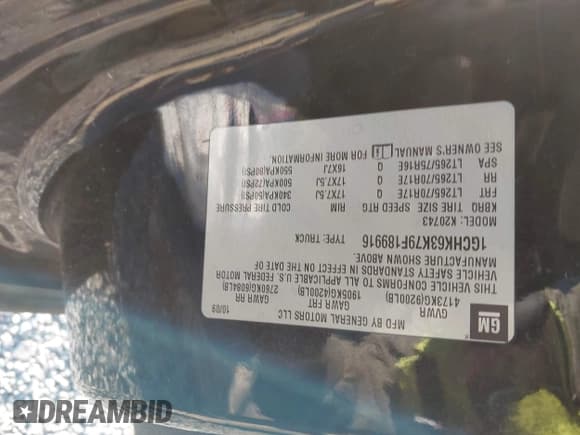 GM
MFD BY GENERAL MOTORS LLC
10/09
GVWR GAWR FRT GAWR RR
4173KG(9200LB) 1905KG(4200LB) 2760KG(6084LB)
THIS VEHICLE CONFORMS TO ALL APPLICABLE U.S. FEDERAL MOTOR
VEHICLE SAFETY STANDARDS IN EFFECT ON THE DATE OF
MANUFACTURE SHOWN ABOVE.
1GCHK63K79F189916 TYPE: TRUCK
MODEL: K20743
KBRQ TIRE SIZE SPEED RTG RIM COLD TIRE PRESSURE
FRT LT265/70R17E Q 17X7.5J 340KPA(50PSI)
RR LT265/70R17E Q 17X7.5J 500KPA(72PSI)
SPA LT265/75R16E Q 16X7J 550KPA(80PSI)
SEE OWNER'S MANUAL FOR MORE INFORMATION.
DREAMBID